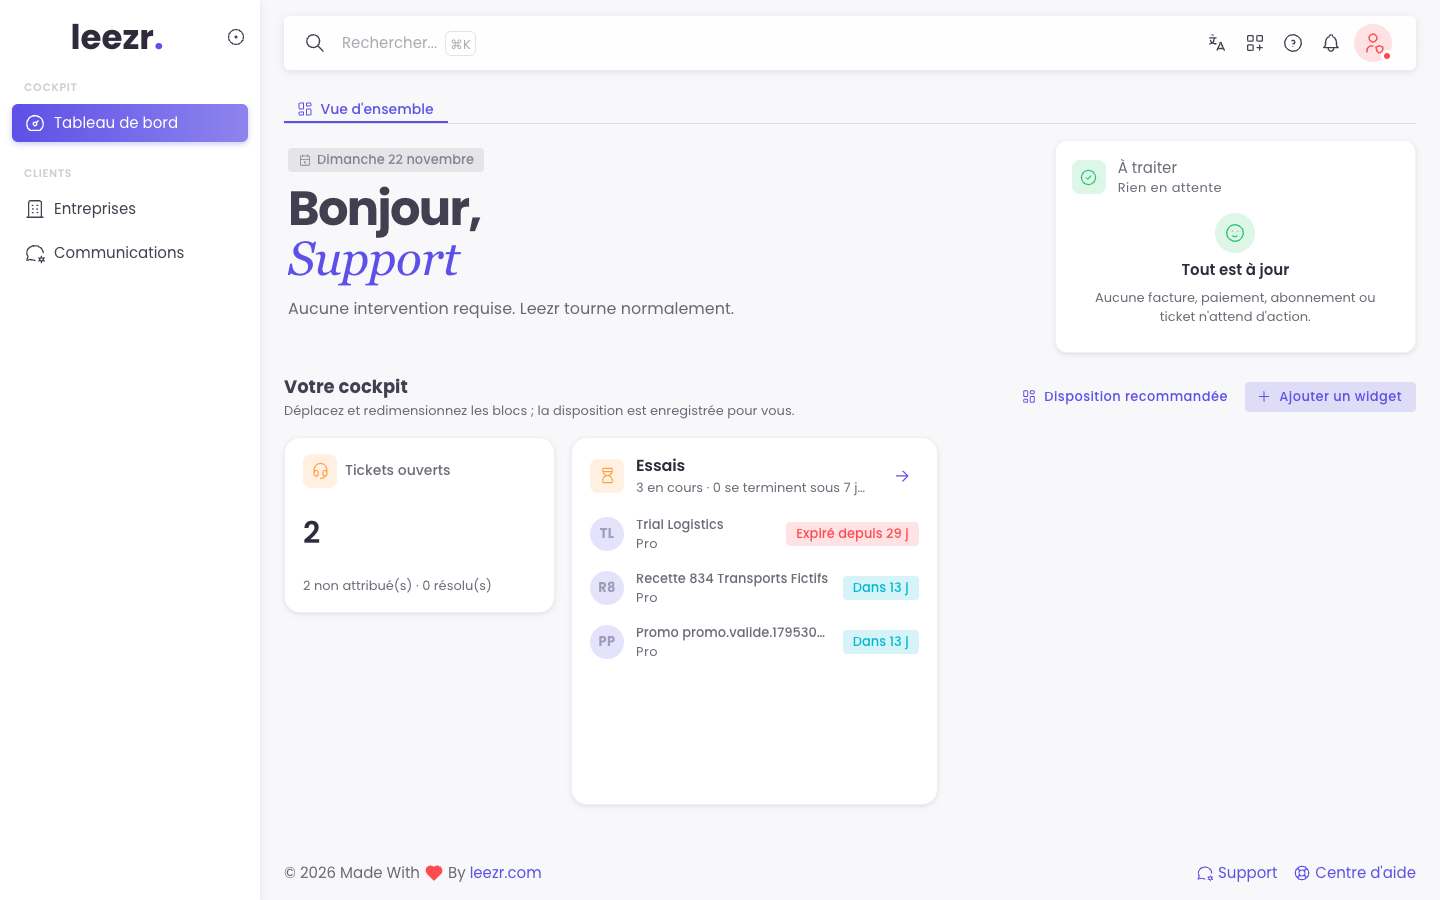 leezr.
COCKPIT
Tableau de bord
CLIENTS
Entreprises
Communications
Rechercher... ⌘K
Vue d'ensemble
Dimanche 22 novembre
Bonjour,
Support
Aucune intervention requise. Leezr tourne normalement.
À traiter
Rien en attente
Tout est à jour
Aucune facture, paiement, abonnement ou
ticket n'attend d'action.
Votre cockpit
Déplacez et redimensionnez les blocs ; la disposition est enregistrée pour vous.
Disposition recommandée
Ajouter un widget
Tickets ouverts
2
2 non attribué(s) · 0 résolu(s)
Essais
3 en cours · 0 se terminent sous 7 j...
TL
Trial Logistics
Pro
Expiré depuis 29 j
R8
Recette 834 Transports Fictifs
Pro
Dans 13 j
PP
Promo promo.valide.179530...
Pro
Dans 13 j
© 2026 Made With By leezr.com
Support
Centre d'aide